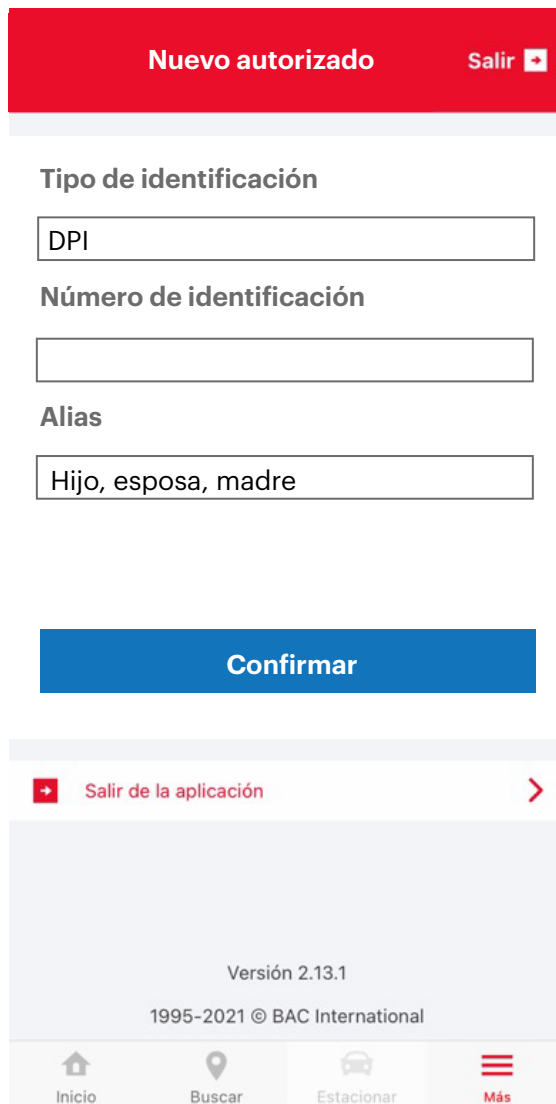 Nuevo autorizado Salir
Tipo de identificación
DPI
Número de identificación
Alias
Hijo, esposa, madre
Confirmar
Salir de la aplicación
Versión 2.13.1
1995-2021 © BAC International
Inicio Buscar Estacionar Más